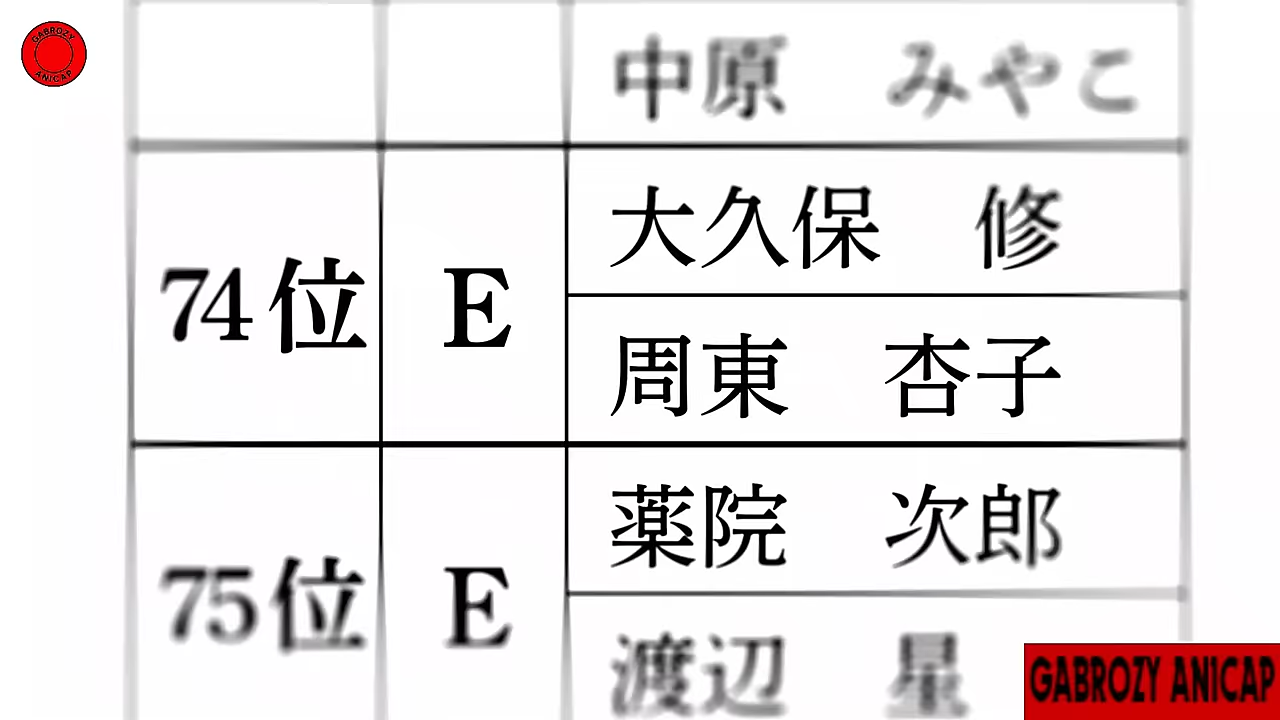 GABROZY
ANICAP
中原　みやこ
74位　E　大久保　修
周東　杏子
75位　E　薬院　次郎
渡辺　星
GABROZY ANICAP